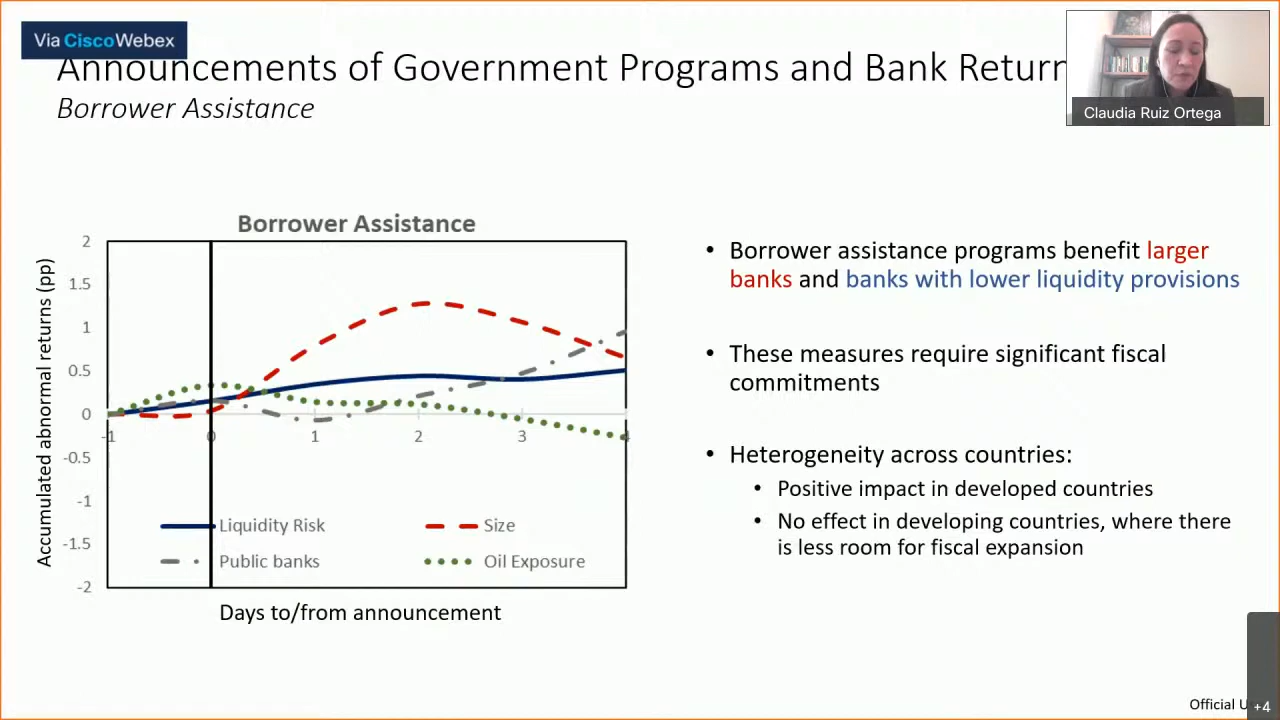 Via Cisco Webex
Announcements of Government Programs and Bank Return
Borrower Assistance
Claudia Ruiz Ortega
Borrower Assistance
2
1.5
1
0.5
0
-0.5
-1
-1.5
-2
Accumulated abnormal returns (pp)
-1 0 1 2 3 4
Liquidity Risk
Size
Public banks
Oil Exposure
Days to/from announcement
• Borrower assistance programs benefit larger
banks and banks with lower liquidity provisions
• These measures require significant fiscal
commitments
• Heterogeneity across countries:
• Positive impact in developed countries
• No effect in developing countries, where there
is less room for fiscal expansion
Official U
+4